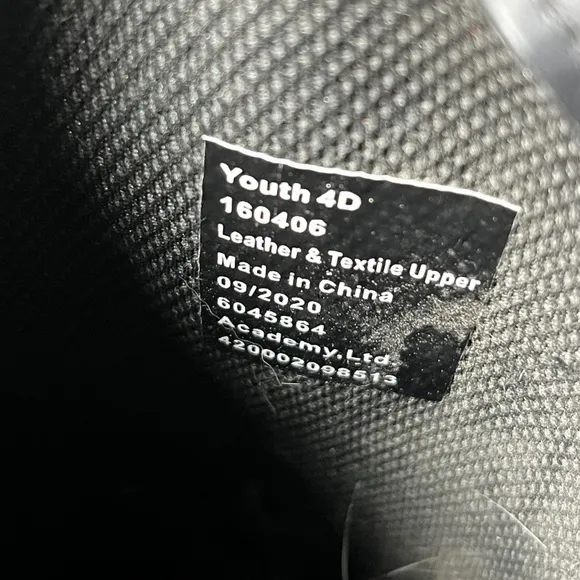 Youth 4D
160406
Leather & Textile Upper
Made in China
09/2020
6045864
Academy,Ltd.
420002098513